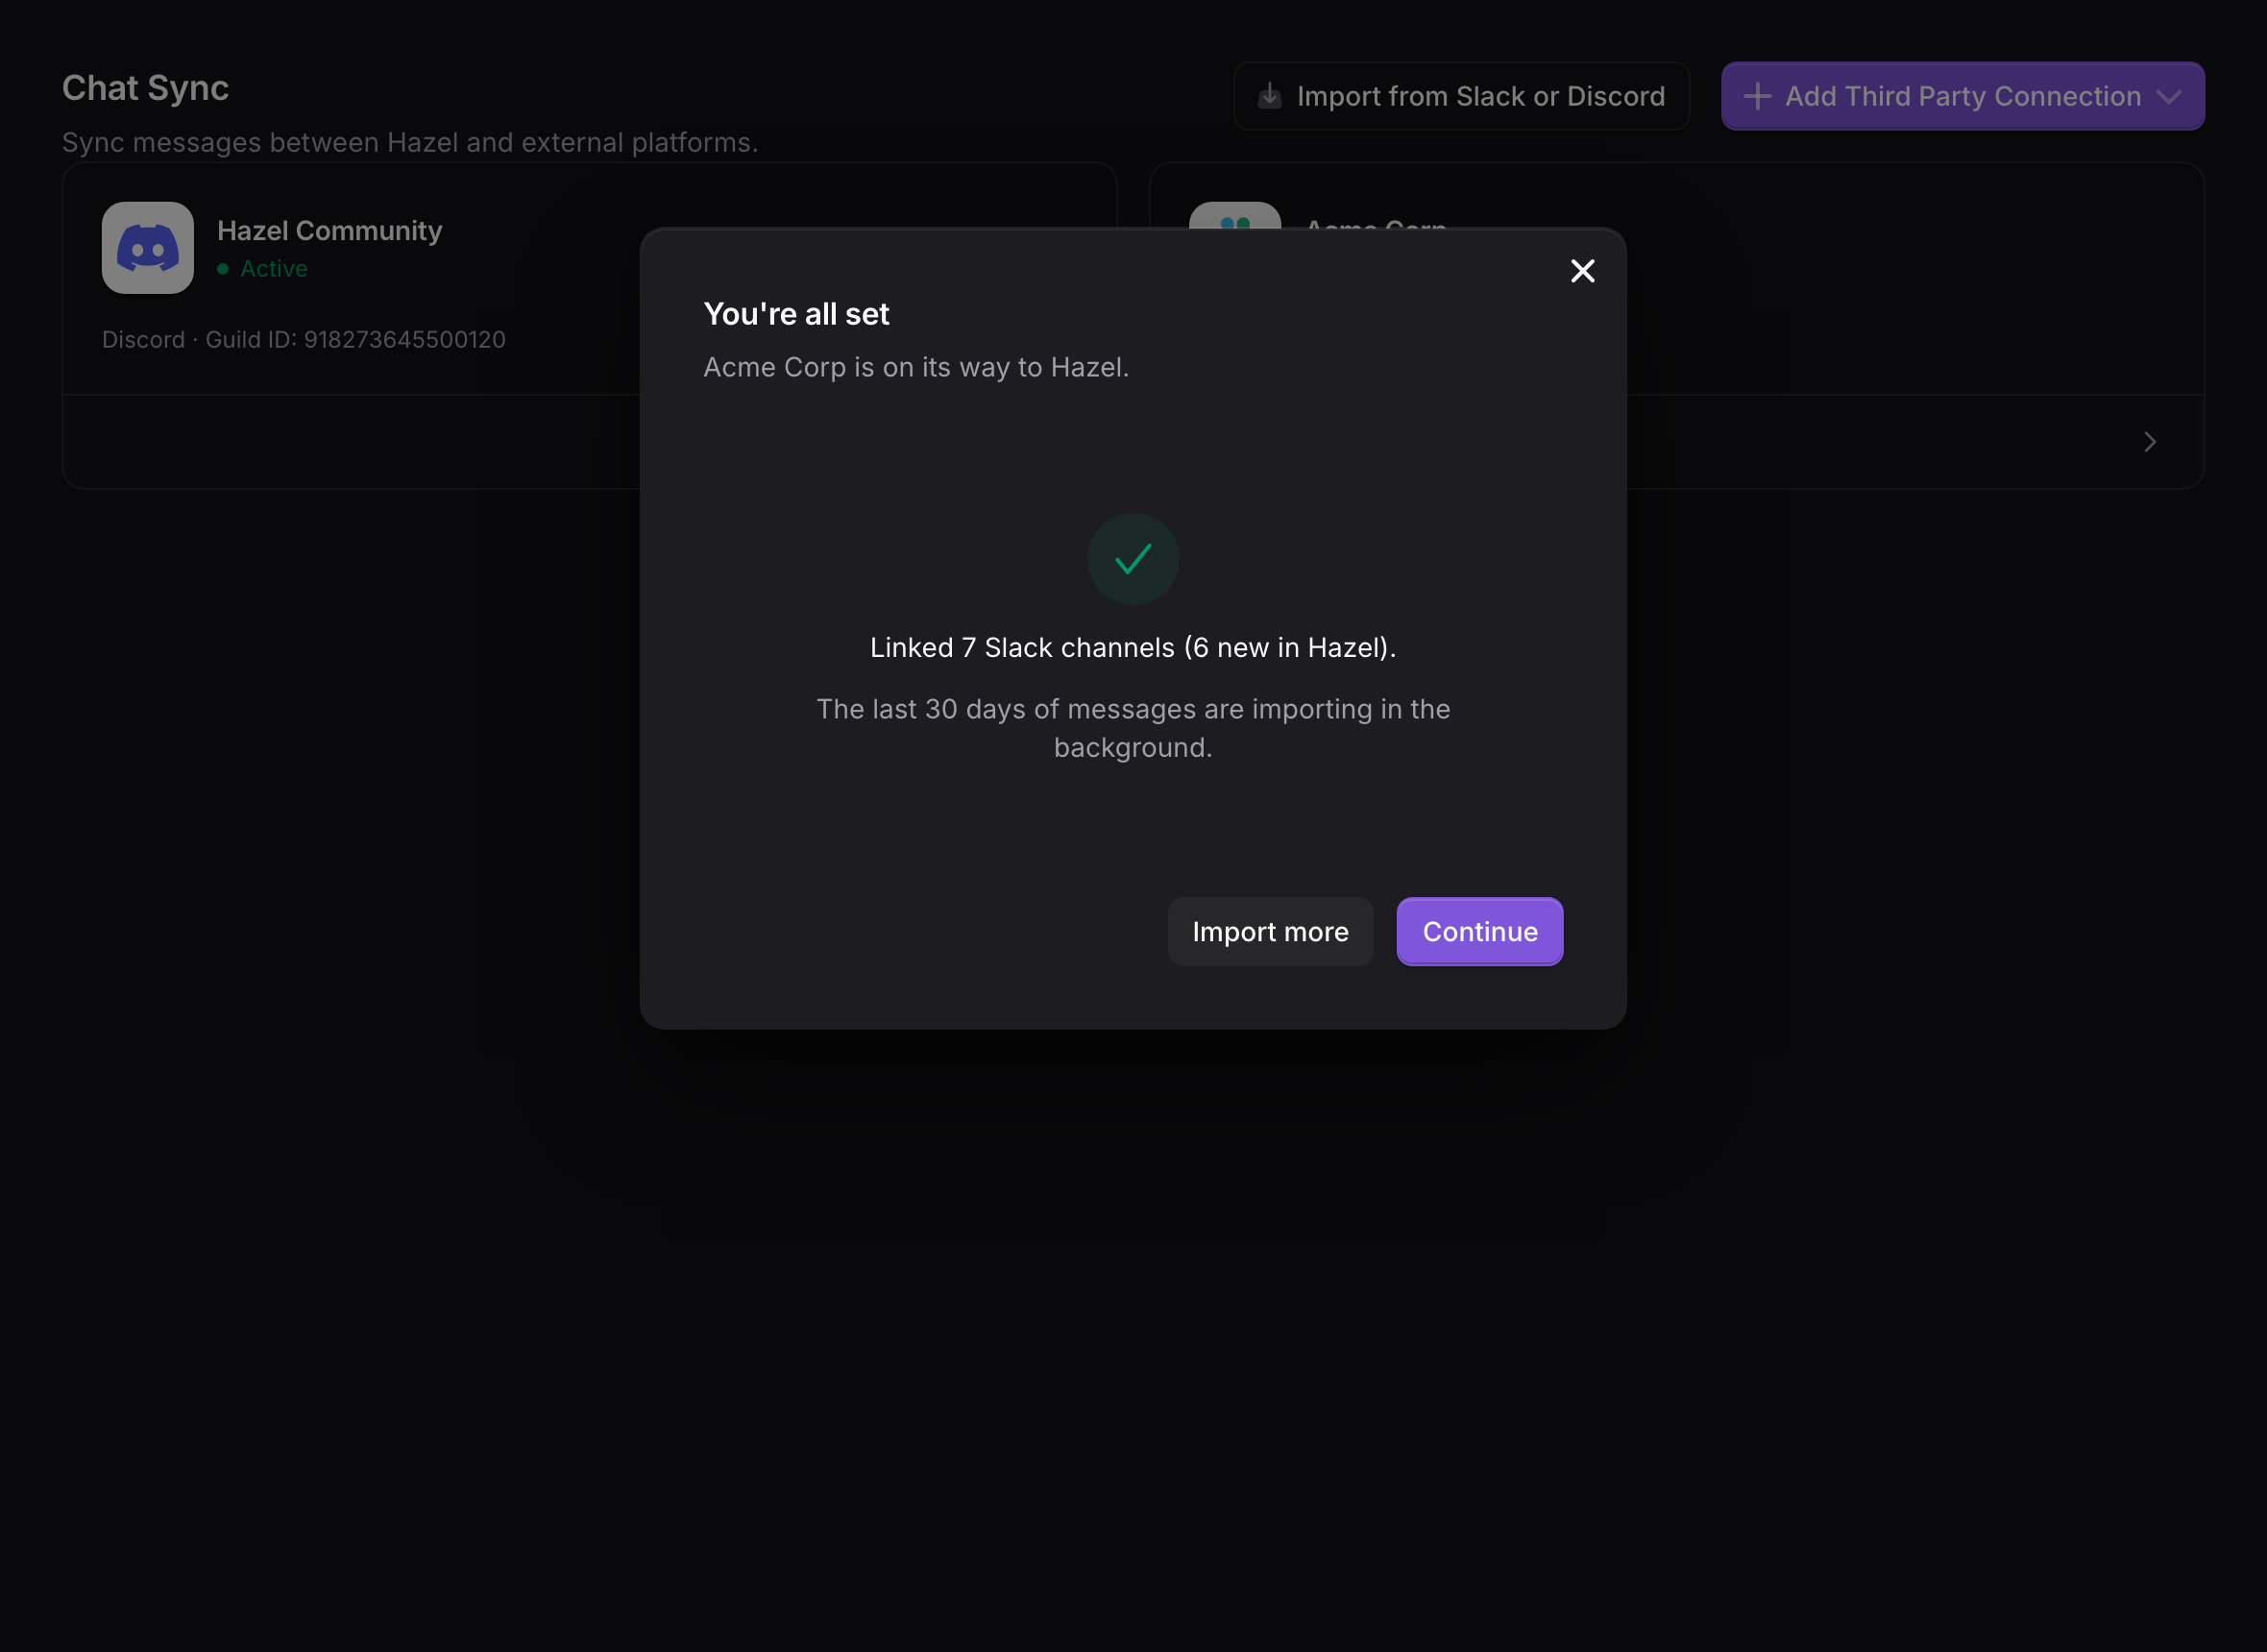 Chat Sync
Sync messages between Hazel and external platforms.
Import from Slack or Discord
Add Third Party Connection
Hazel Community
Active
Discord · Guild ID: 918273645500120
Acme Corp
You're all set
Acme Corp is on its way to Hazel.
Linked 7 Slack channels (6 new in Hazel).
The last 30 days of messages are importing in the
background.
Import more
Continue